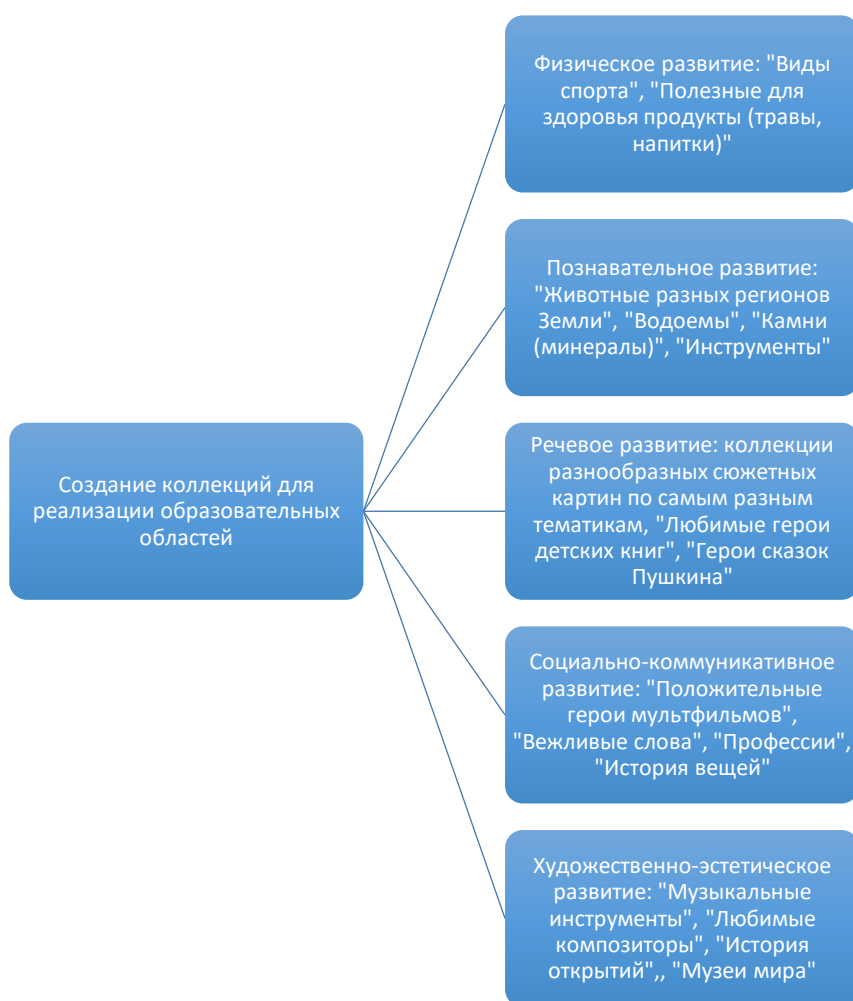 Физическое развитие: "Виды
спорта", "Полезные для
здоровья продукты (травы,
напитки)"
Познавательное развитие:
"Животные разных регионов
Земли", "Водоемы", "Камни
(минералы)", "Инструменты"
Создание коллекций для
реализации образовательных
областей
Речевое развитие: коллекции
разнообразных сюжетных
картин по самым разным
тематикам, "Любимые герои
детских книг", "Герои сказок
Пушкина"
Социально-коммуникативное
развитие: "Положительные
герои мультфильмов",
"Вежливые слова", "Профессии",
"История вещей"
Художественно-эстетическое
развитие: "Музыкальные
инструменты", "Любимые
композиторы", "История
открытий",, "Музеи мира"